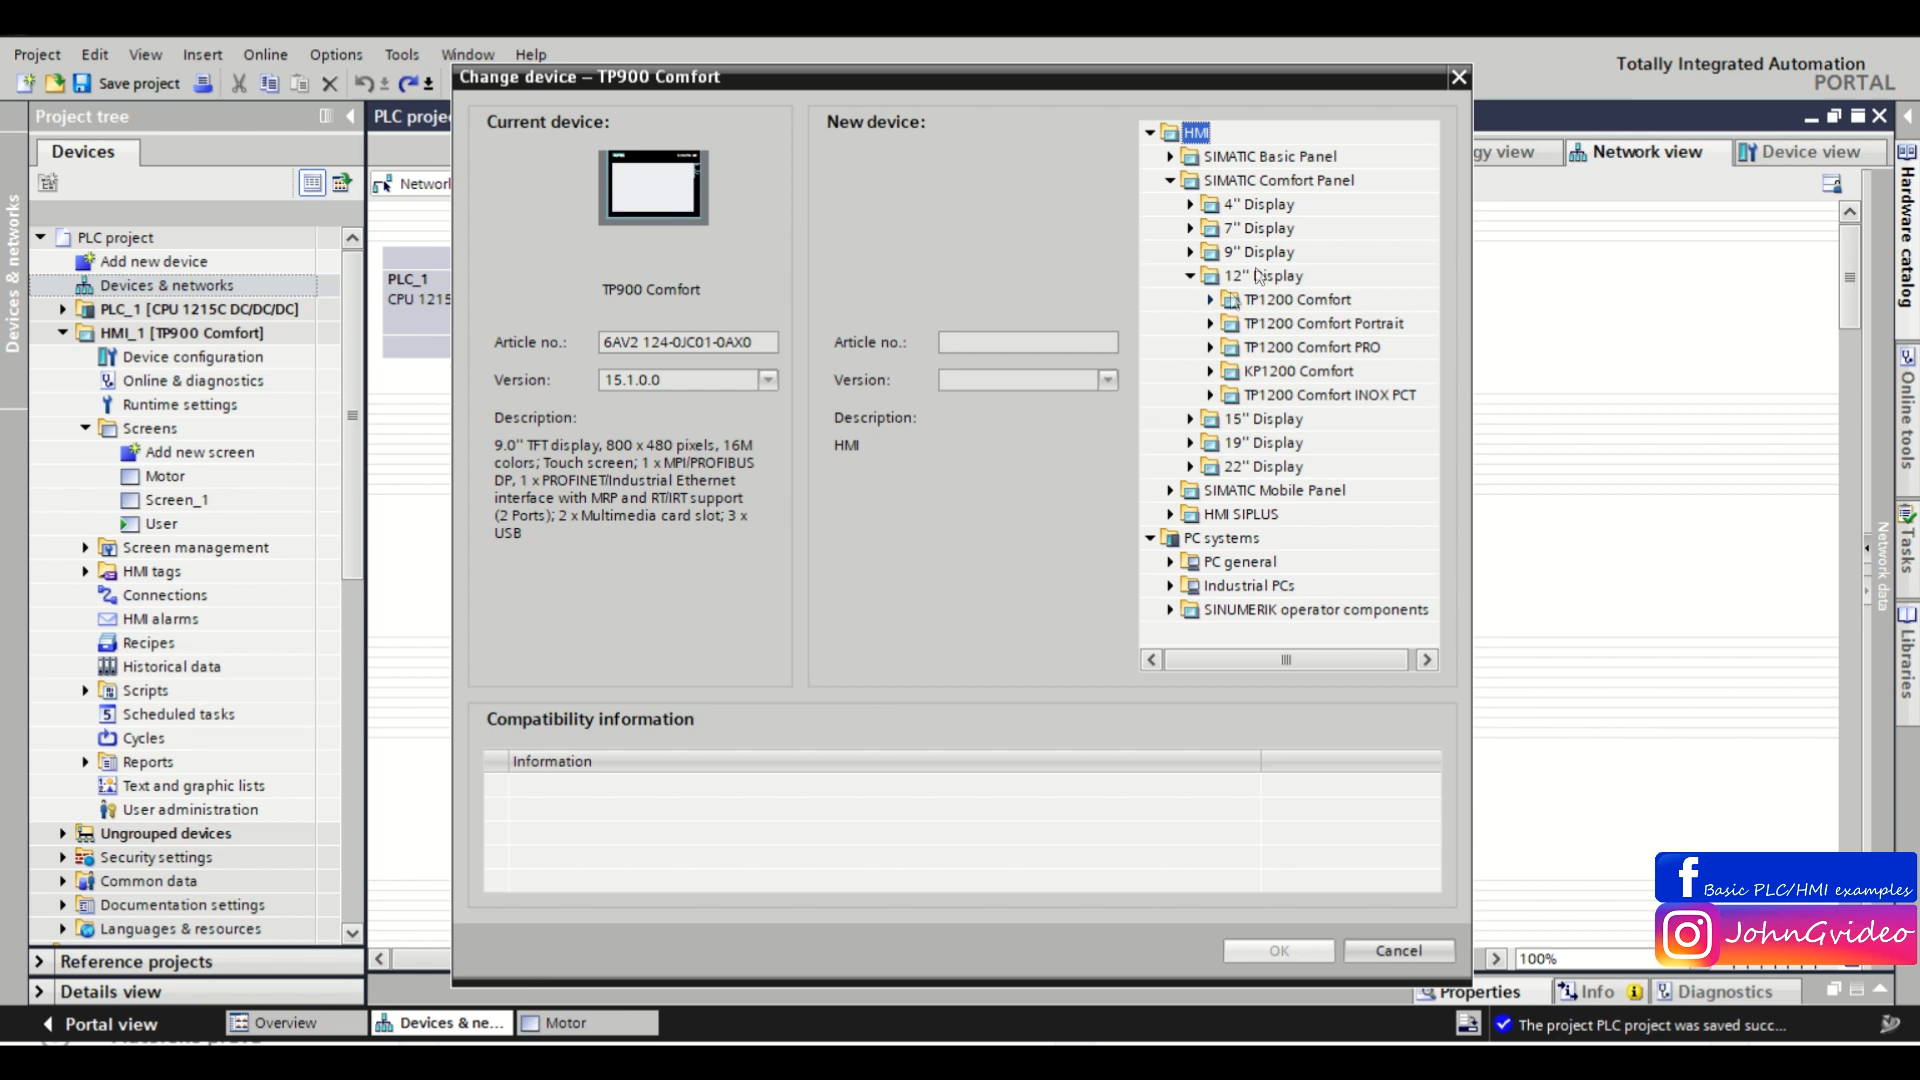 Project Edit View Insert Online Options Tools Window Help
Totally Integrated Automation
PORTAL
Save project
Change device – TP900 Comfort
Project tree
PLC proje
Devices
gy view
Network view
Device view
Networ
Devices & networks
PLC project
Add new device
Devices & networks
PLC_1 [CPU 1215C DC/DC/DC]
HMI_1 [TP900 Comfort]
Device configuration
Online & diagnostics
Runtime settings
Screens
Add new screen
Motor
Screen_1
User
Screen management
HMI tags
Connections
HMI alarms
Recipes
Historical data
Scripts
Scheduled tasks
Cycles
Reports
Text and graphic lists
User administration
Ungrouped devices
Security settings
Common data
Documentation settings
Languages & resources
Reference projects
Details view
PLC_1
CPU 1215
Current device:
TP900 Comfort
Article no.: 6AV2 124-0JC01-0AX0
Version: 15.1.0.0
Description:
9.0'' TFT display, 800 x 480 pixels, 16M
colors; Touch screen; 1 x MPI/PROFIBUS
DP, 1 x PROFINET/Industrial Ethernet
interface with MRP and RT/IRT support
(2 Ports); 2 x Multimedia card slot; 3 x
USB
New device:
Article no.:
Version:
Description:
HMI
HMI
SIMATIC Basic Panel
SIMATIC Comfort Panel
4'' Display
7'' Display
9'' Display
12'' Display
TP1200 Comfort
TP1200 Comfort Portrait
TP1200 Comfort PRO
KP1200 Comfort
TP1200 Comfort INOX PCT
15'' Display
19'' Display
22'' Display
SIMATIC Mobile Panel
HMI SIPLUS
PC systems
PC general
Industrial PCs
SINUMERIK operator components
Compatibility information
Information
OK
Cancel
Hardware catalog
Online tools
Tasks
Libraries
Network data
Basic PLC/HMI examples
JohnGvideo
100%
Properties
Info
Diagnostics
Portal view
Overview
Devices & ne...
Motor
The project PLC project was saved succ...